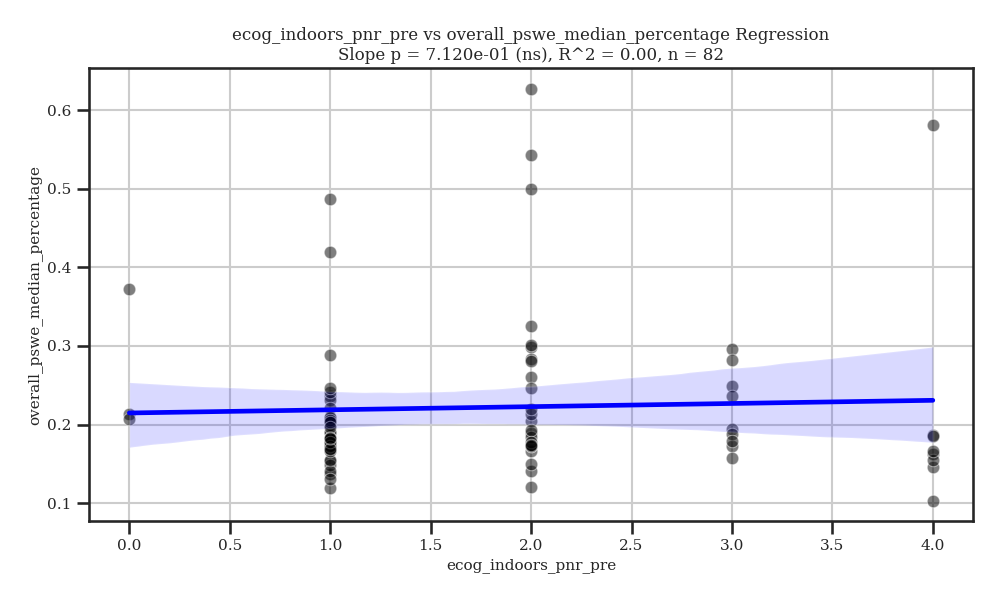 ecog_indoors_pnr_pre vs overall_pswe_median_percentage Regression
Slope p = 7.120e-01 (ns), R^2 = 0.00, n = 82
overall_pswe_median_percentage
0.6
0.5
0.4
0.3
0.2
0.1
0.0 0.5 1.0 1.5 2.0 2.5 3.0 3.5 4.0
ecog_indoors_pnr_pre